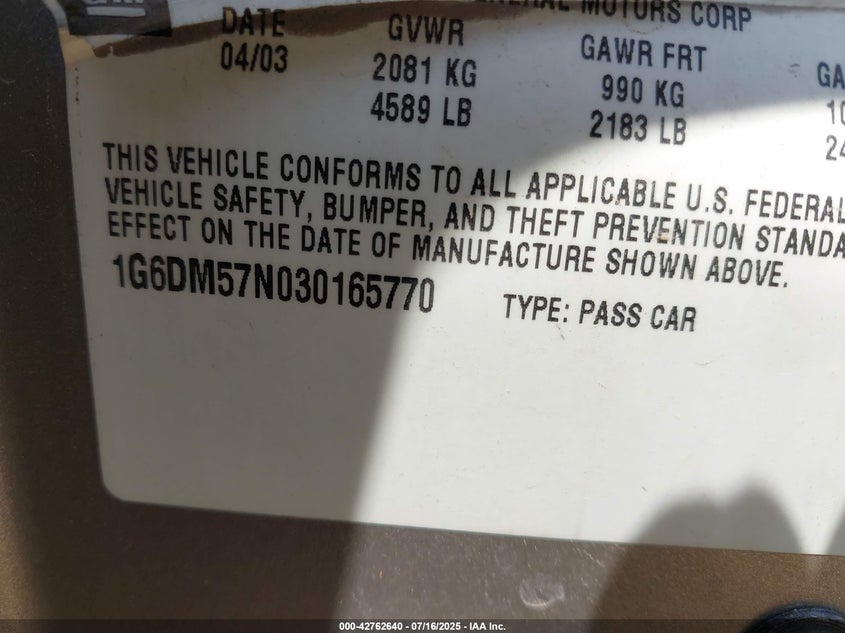 GENERAL MOTORS CORP
DATE GVWR GAWR FRT
04/03 2081 KG 990 KG
4589 LB 2183 LB
THIS VEHICLE CONFORMS TO ALL APPLICABLE U.S. FEDERAL
VEHICLE SAFETY, BUMPER, AND THEFT PREVENTION STANDA
EFFECT ON THE DATE OF MANUFACTURE SHOWN ABOVE.
1G6DM57N030165770 TYPE: PASS CAR
000-42762640 - 07/16/2025 - IAA Inc.